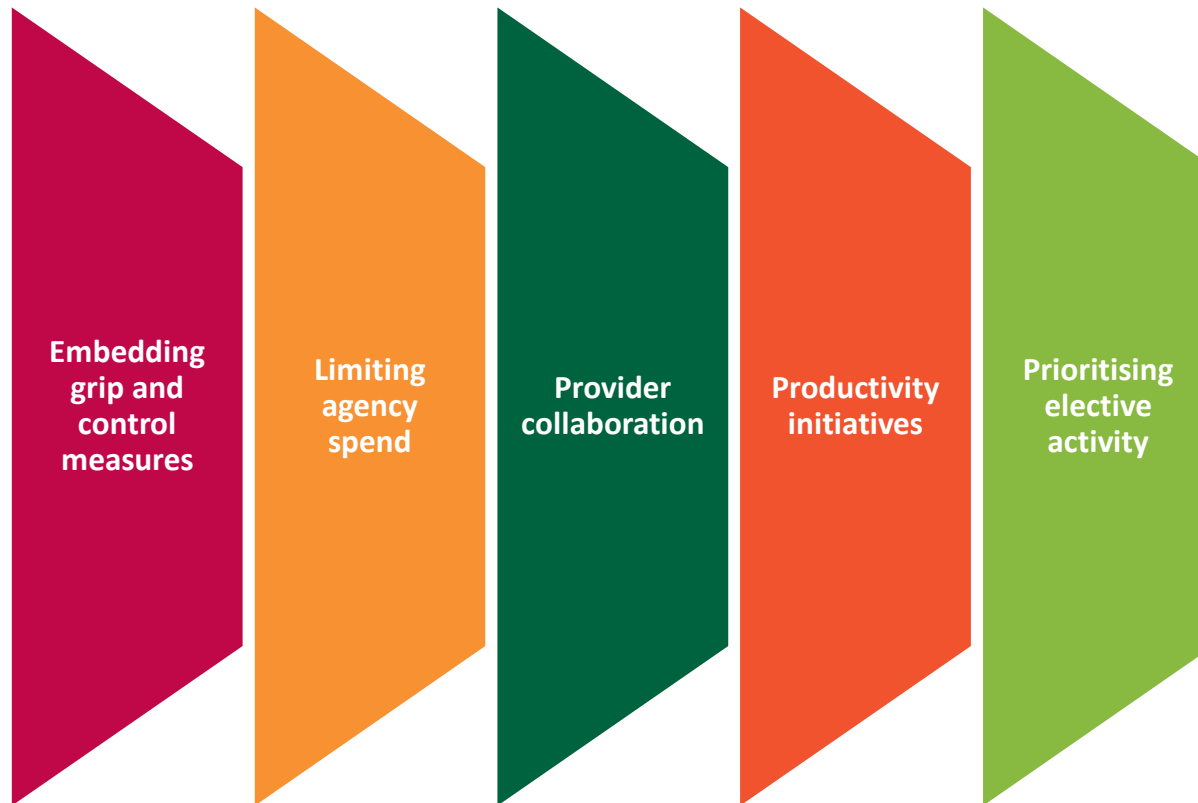 Embedding
grip and
control
measures
Limiting
agency
spend
Provider
collaboration
Productivity
initiatives
Prioritising
elective
activity